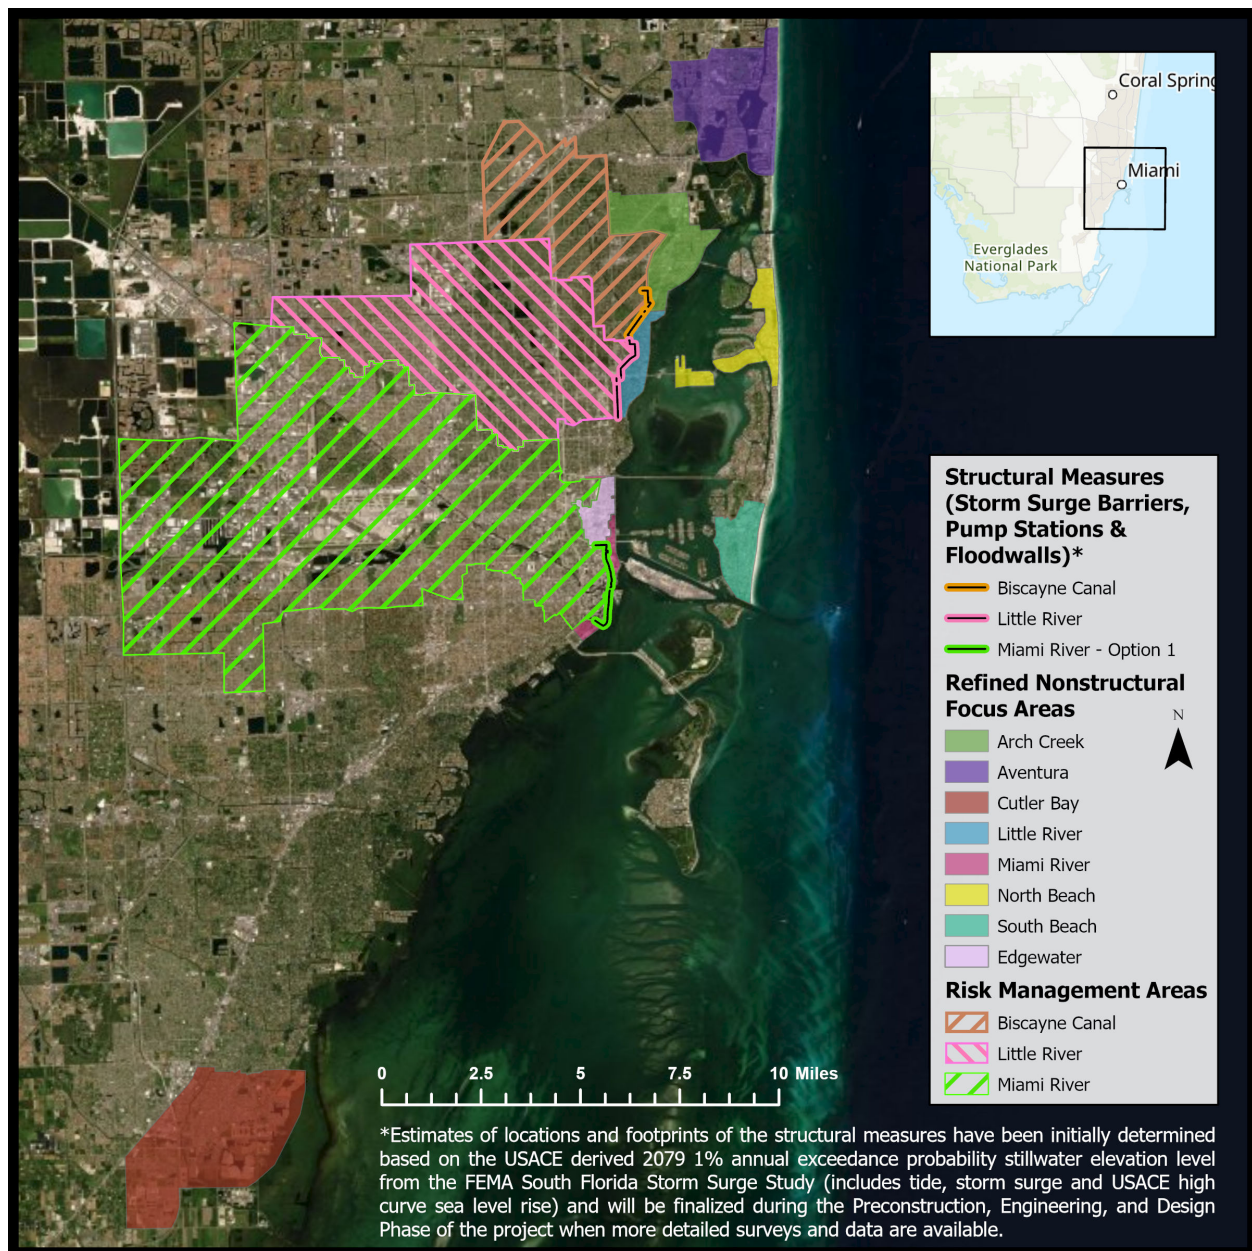 Coral Spring
Miami
Everglades
National Park
Structural Measures
(Storm Surge Barriers,
Pump Stations &
Floodwalls)*
Biscayne Canal
Little River
Miami River - Option 1
Refined Nonstructural
Focus Areas
N
Arch Creek
Aventura
Cutler Bay
Little River
Miami River
North Beach
South Beach
Edgewater
Risk Management Areas
Biscayne Canal
Little River
Miami River
0 2.5 5 7.5 10 Miles
*Estimates of locations and footprints of the structural measures have been initially determined
based on the USACE derived 2079 1% annual exceedance probability stillwater elevation level
from the FEMA South Florida Storm Surge Study (includes tide, storm surge and USACE high
curve sea level rise) and will be finalized during the Preconstruction, Engineering, and Design
Phase of the project when more detailed surveys and data are available.